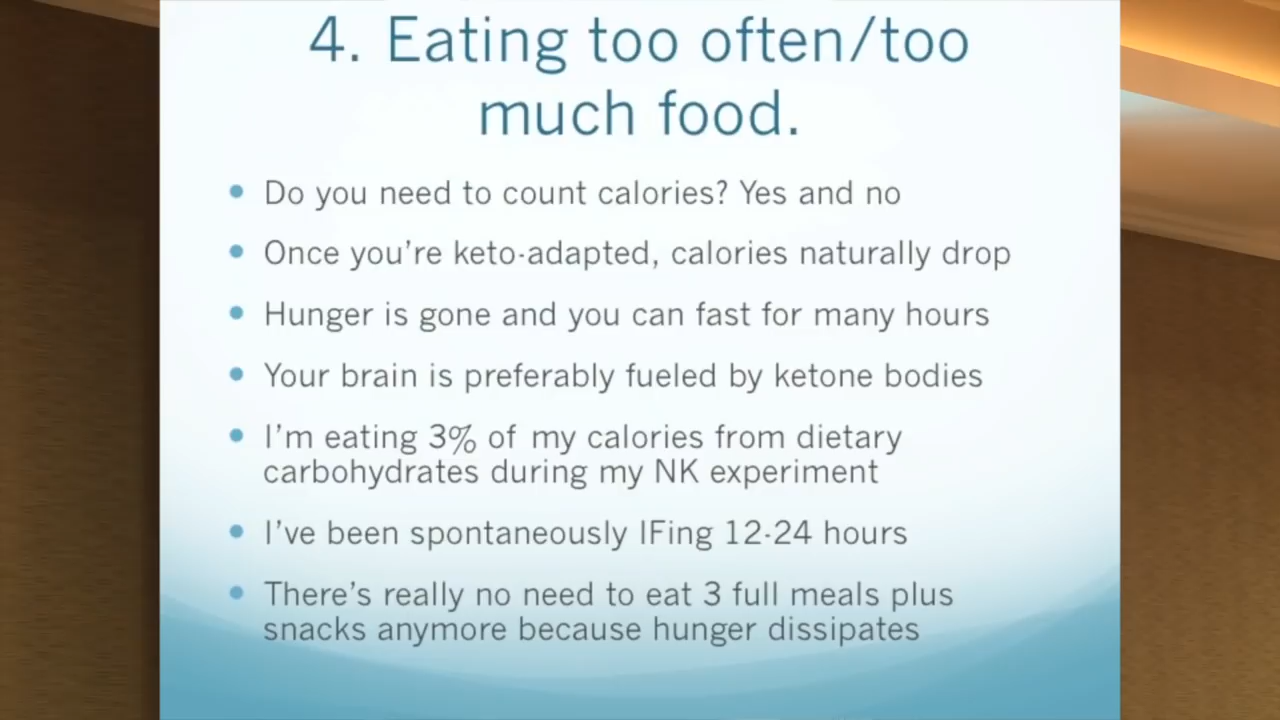 4. Eating too often/too
much food.
• Do you need to count calories? Yes and no
• Once you're keto-adapted, calories naturally drop
• Hunger is gone and you can fast for many hours
• Your brain is preferably fueled by ketone bodies
• I'm eating 3% of my calories from dietary
carbohydrates during my NK experiment
• I've been spontaneously IFing 12-24 hours
• There's really no need to eat 3 full meals plus
snacks anymore because hunger dissipates